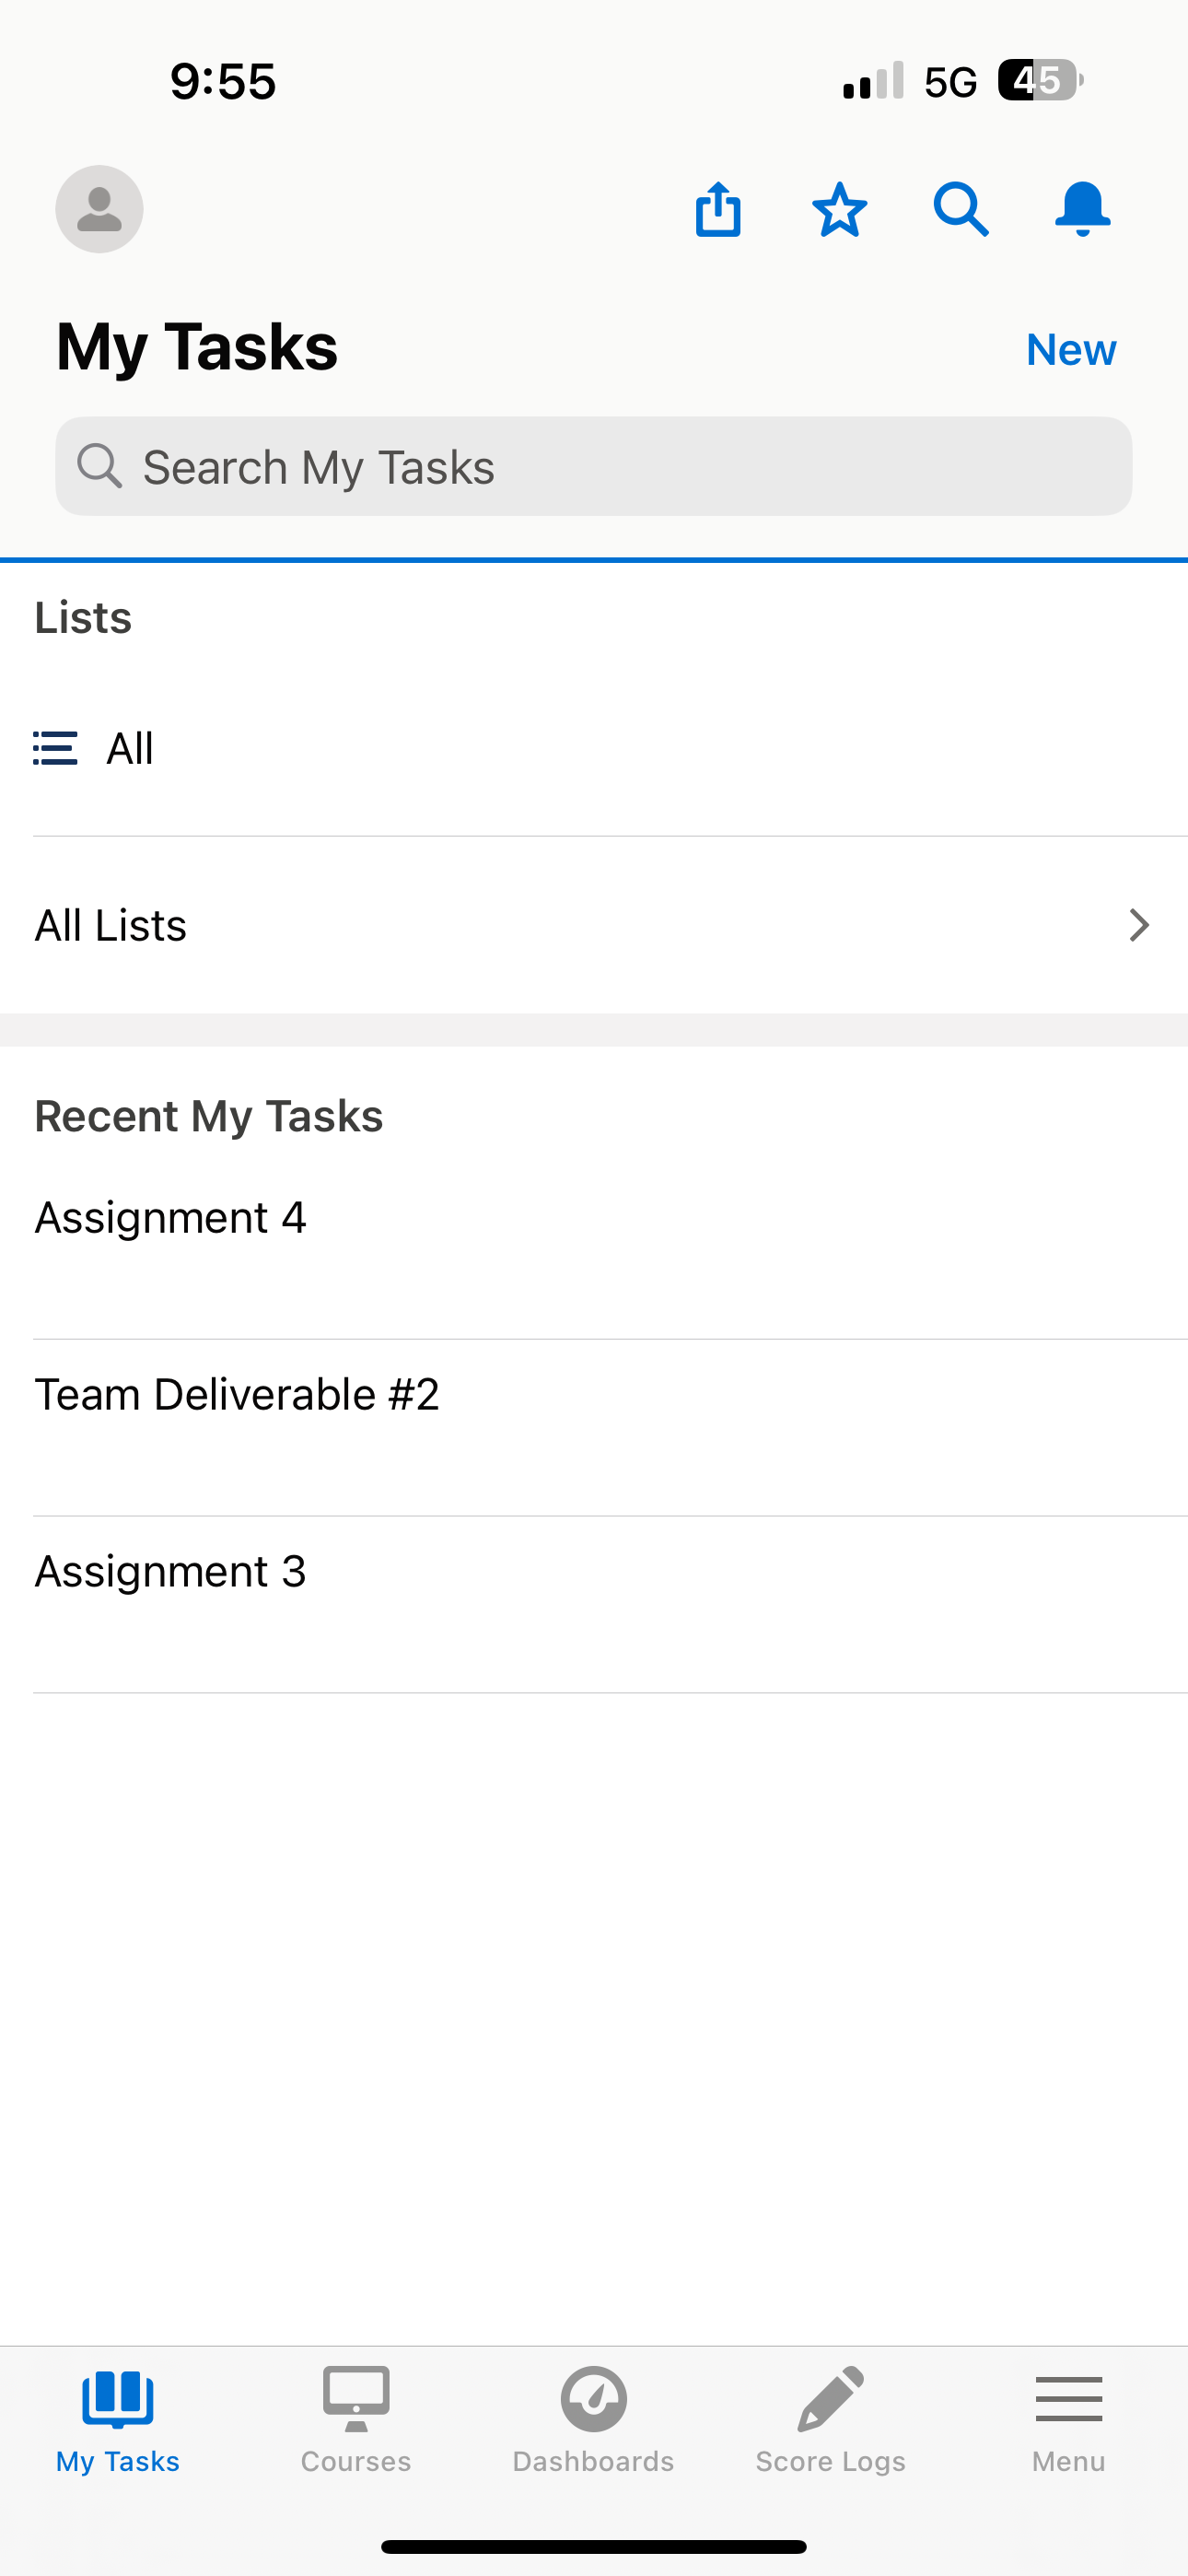 9:55
5G 45
My Tasks
New
Search My Tasks
Lists
All
All Lists
Recent My Tasks
Assignment 4
Team Deliverable #2
Assignment 3
My Tasks
Courses
Dashboards
Score Logs
Menu